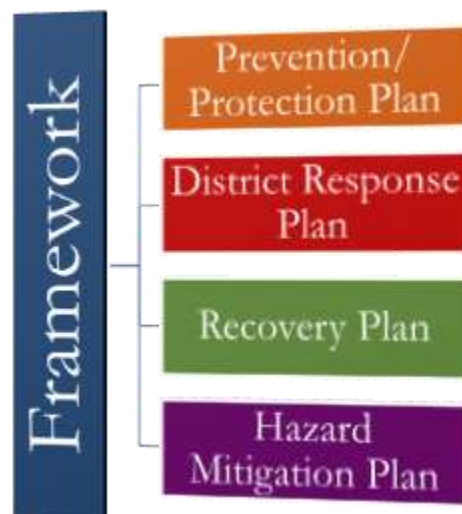 Framework
Prevention/
Protection Plan
District Response
Plan
Recovery Plan
Hazard
Mitigation Plan